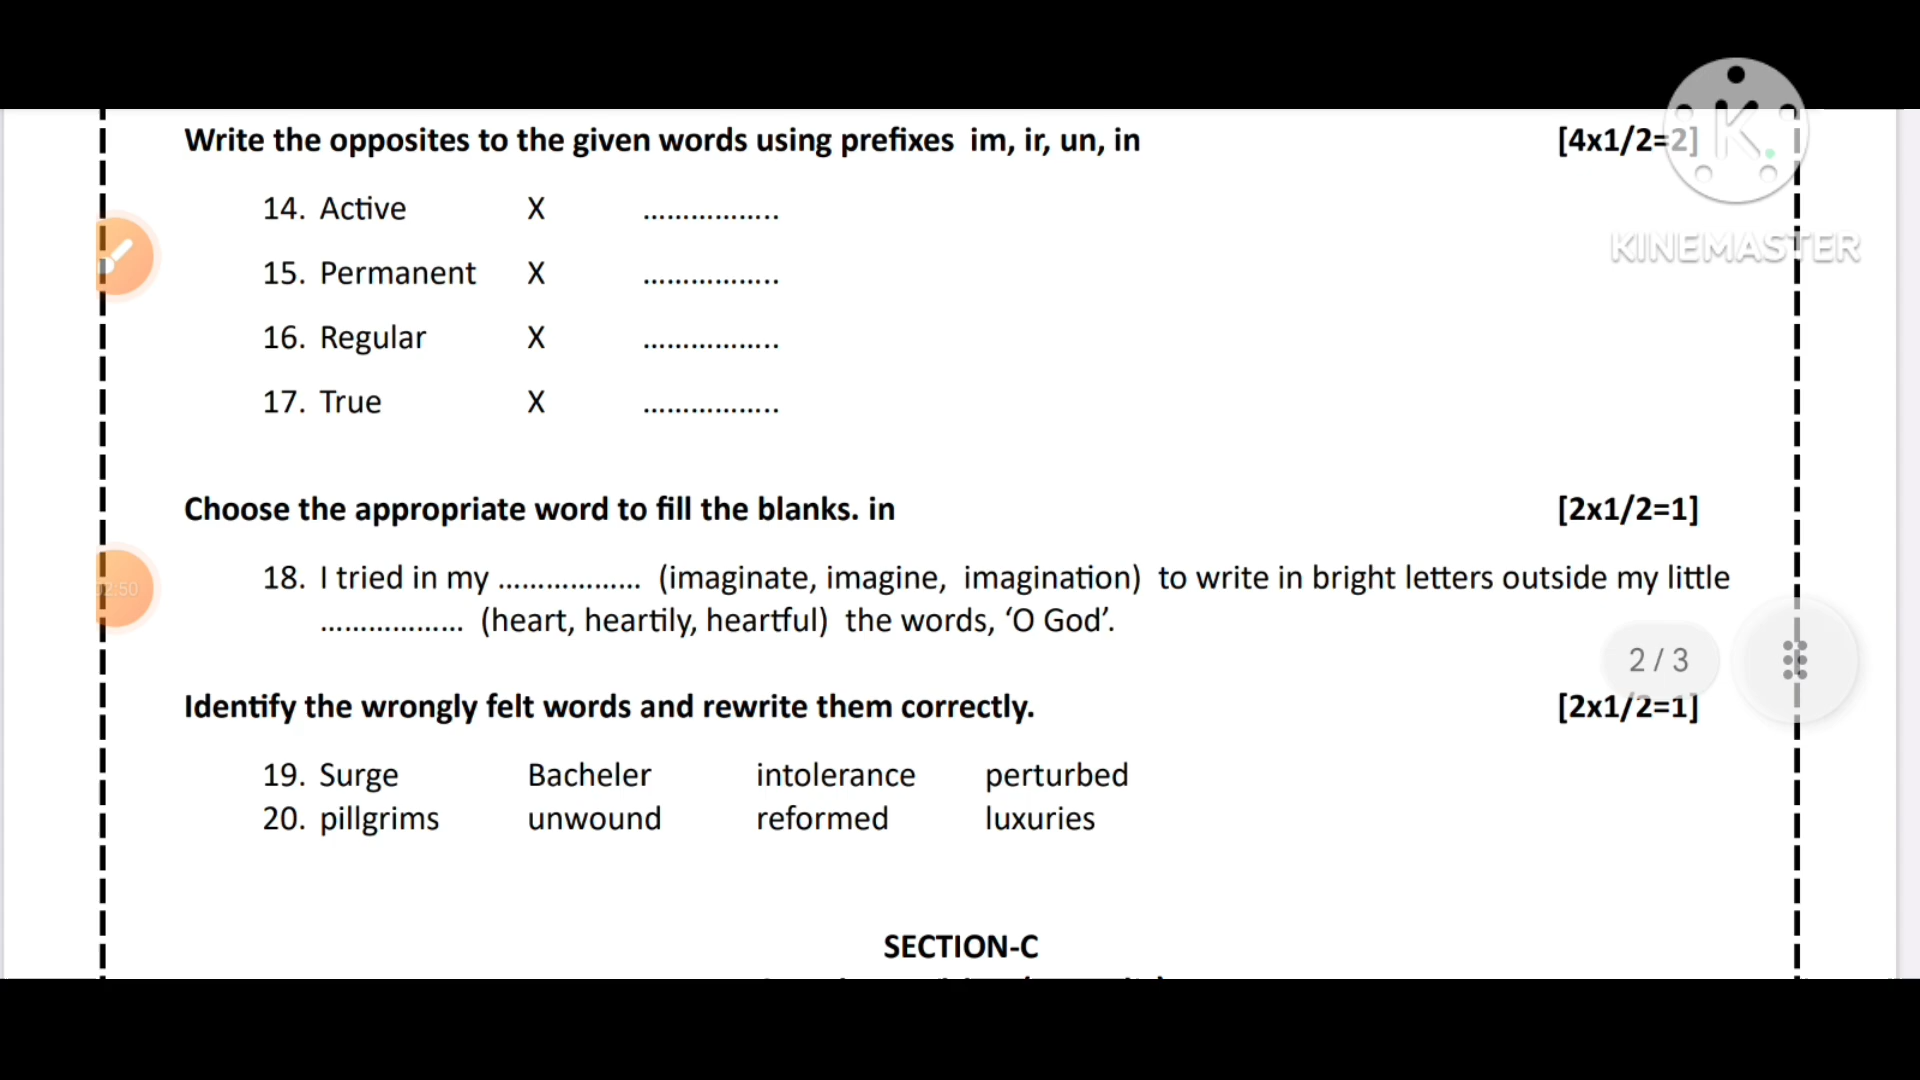 Write the opposites to the given words using prefixes im, ir, un, in [4x1/2=2]
KINEMASTER
14. Active X ……………..
15. Permanent X ……………..
16. Regular X ……………..
17. True X ……………..
Choose the appropriate word to fill the blanks. in [2x1/2=1]
18. I tried in my ……………… (imaginate, imagine, imagination) to write in bright letters outside my little
……………… (heart, heartily, heartful) the words, ‘O God’.
02:50
2 / 3
Identify the wrongly felt words and rewrite them correctly. [2x1/2=1]
19. Surge Bacheler intolerance perturbed
20. pillgrims unwound reformed luxuries
SECTION-C